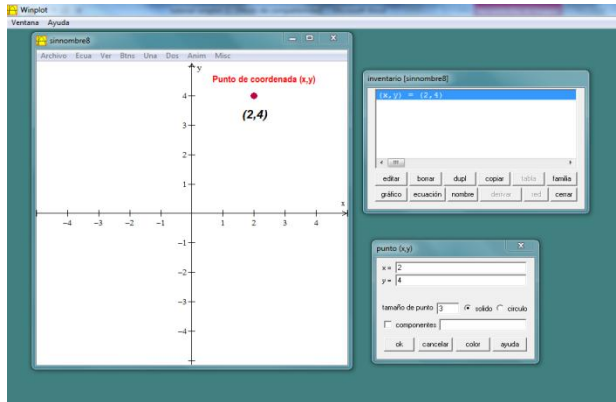 Winplot
Ventana Ayuda
sinnombre8
Archivo Ecua Ver Btns Una Dos Anim Misc
y
Punto de coordenada (x,y)
(2,4)
x
4
3
2
1
-1
-2
-3
-4
-4 -3 -2 -1 1 2 3 4
inventario [sinnombre8]
(x,y) = (2,4)
editar borrar dupl copiar tabla familia
gráfico ecuación nombre derivar red cerrar
punto (x,y)
x = 2
y = 4
tamaño de punto 3 solido circulo
componentes
ok cancelar color ayuda